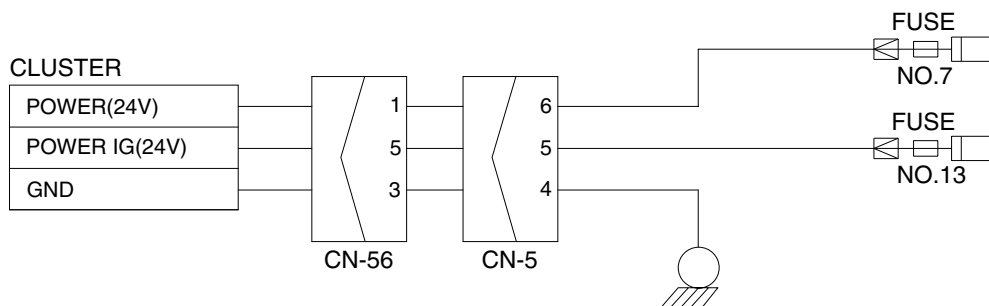 FUSE
NO.7
CLUSTER
POWER(24V)
1
6
FUSE
POWER IG(24V)
5
5
NO.13
GND
3
4
CN-56
CN-5